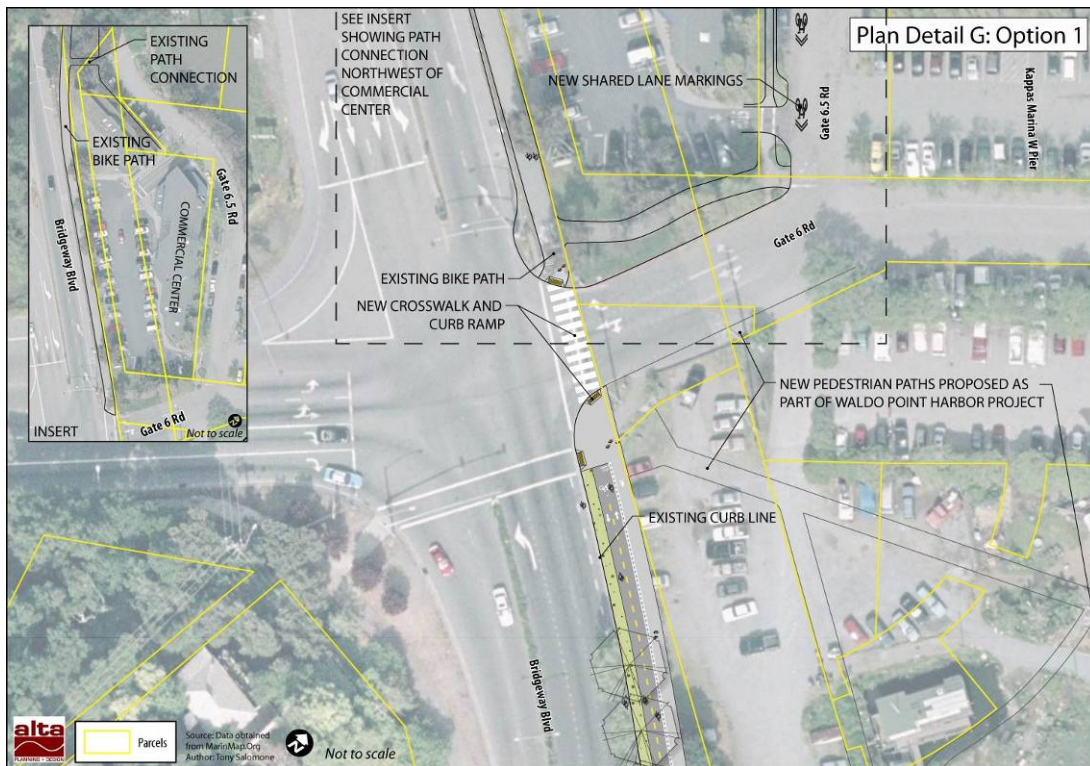 Plan Detail G: Option 1
EXISTING
PATH
CONNECTION
EXISTING
BIKE PATH
Gate 6.5 Rd
COMMERCIAL CENTER
Bridgeway Blvd
Gate 6 Rd
INSERT
Not to scale
SEE INSERT
SHOWING PATH
CONNECTION
NORTHWEST OF
COMMERCIAL
CENTER
NEW SHARED LANE MARKINGS
Gate 6.5 Rd
Kappas Marina W Pier
Gate 6 Rd
EXISTING BIKE PATH
NEW CROSSWALK AND
CURB RAMP
NEW PEDESTRIAN PATHS PROPOSED AS
PART OF WALDO POINT HARBOR PROJECT
EXISTING CURB LINE
Bridgeway Blvd
alta
PLANNING + DESIGN
Parcels
Source: Data obtained
from MarinMap.Org
Author: Tony Salomone
Not to scale